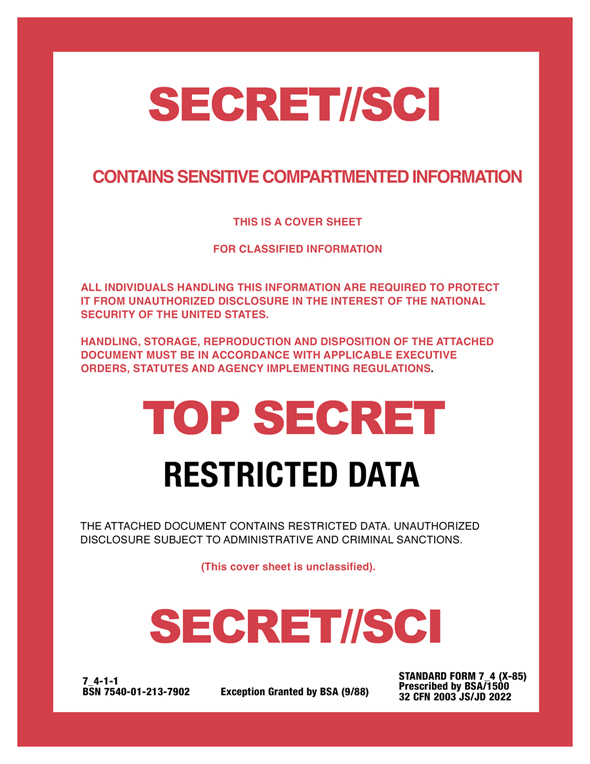 SECRET//SCI
CONTAINS SENSITIVE COMPARTMENTED INFORMATION
THIS IS A COVER SHEET
FOR CLASSIFIED INFORMATION
ALL INDIVIDUALS HANDLING THIS INFORMATION ARE REQUIRED TO PROTECT
IT FROM UNAUTHORIZED DISCLOSURE IN THE INTEREST OF THE NATIONAL
SECURITY OF THE UNITED STATES.
HANDLING, STORAGE, REPRODUCTION AND DISPOSITION OF THE ATTACHED
DOCUMENT MUST BE IN ACCORDANCE WITH APPLICABLE EXECUTIVE
ORDERS, STATUTES AND AGENCY IMPLEMENTING REGULATIONS.
TOP SECRET
RESTRICTED DATA
THE ATTACHED DOCUMENT CONTAINS RESTRICTED DATA. UNAUTHORIZED
DISCLOSURE SUBJECT TO ADMINISTRATIVE AND CRIMINAL SANCTIONS.
(This cover sheet is unclassified).
SECRET//SCI
7_4-1-1
BSN 7540-01-213-7902
Exception Granted by BSA (9/88)
STANDARD FORM 7_4 (X-85)
Prescribed by BSA/1500
32 CFN 2003 JS/JD 2022